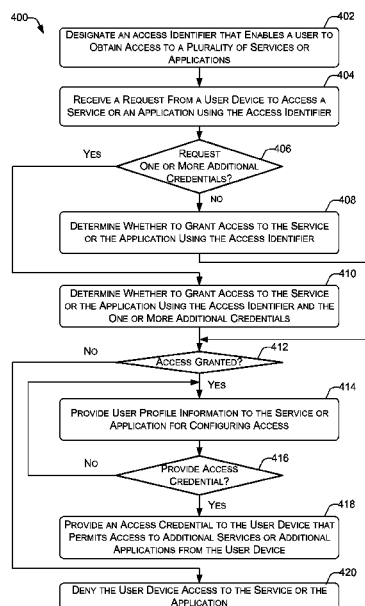 400
402
DESIGNATE AN ACCESS IDENTIFIER THAT ENABLES A USER TO
OBTAIN ACCESS TO A PLURALITY OF SERVICES OR
APPLICATIONS
404
RECEIVE A REQUEST FROM A USER DEVICE TO ACCESS A
SERVICE OR AN APPLICATION USING THE ACCESS IDENTIFIER
406
YES
REQUEST
ONE OR MORE ADDITIONAL
CREDENTIALS?
NO
408
DETERMINE WHETHER TO GRANT ACCESS TO THE SERVICE
OR THE APPLICATION USING THE ACCESS IDENTIFIER
410
DETERMINE WHETHER TO GRANT ACCESS TO THE SERVICE
OR THE APPLICATION USING THE ACCESS IDENTIFIER AND THE
ONE OR MORE ADDITIONAL CREDENTIALS
412
NO
ACCESS GRANTED?
YES
414
PROVIDE USER PROFILE INFORMATION TO THE SERVICE OR
APPLICATION FOR CONFIGURING ACCESS
416
NO
PROVIDE ACCESS
CREDENTIAL?
YES
418
PROVIDE AN ACCESS CREDENTIAL TO THE USER DEVICE THAT
PERMITS ACCESS TO ADDITIONAL SERVICES OR ADDITIONAL
APPLICATIONS FROM THE USER DEVICE
420
DENY THE USER DEVICE ACCESS TO THE SERVICE OR THE
APPLICATION